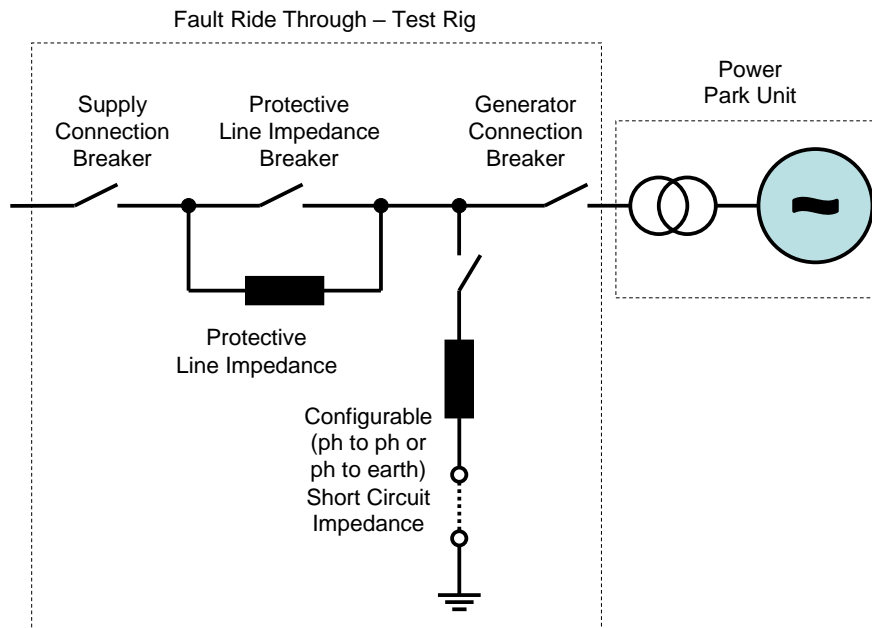 Fault Ride Through – Test Rig
Power
Park Unit
Supply
Connection
Breaker
Protective
Line Impedance
Breaker
Generator
Connection
Breaker
Protective
Line Impedance
Configurable
(ph to ph or
ph to earth)
Short Circuit
Impedance